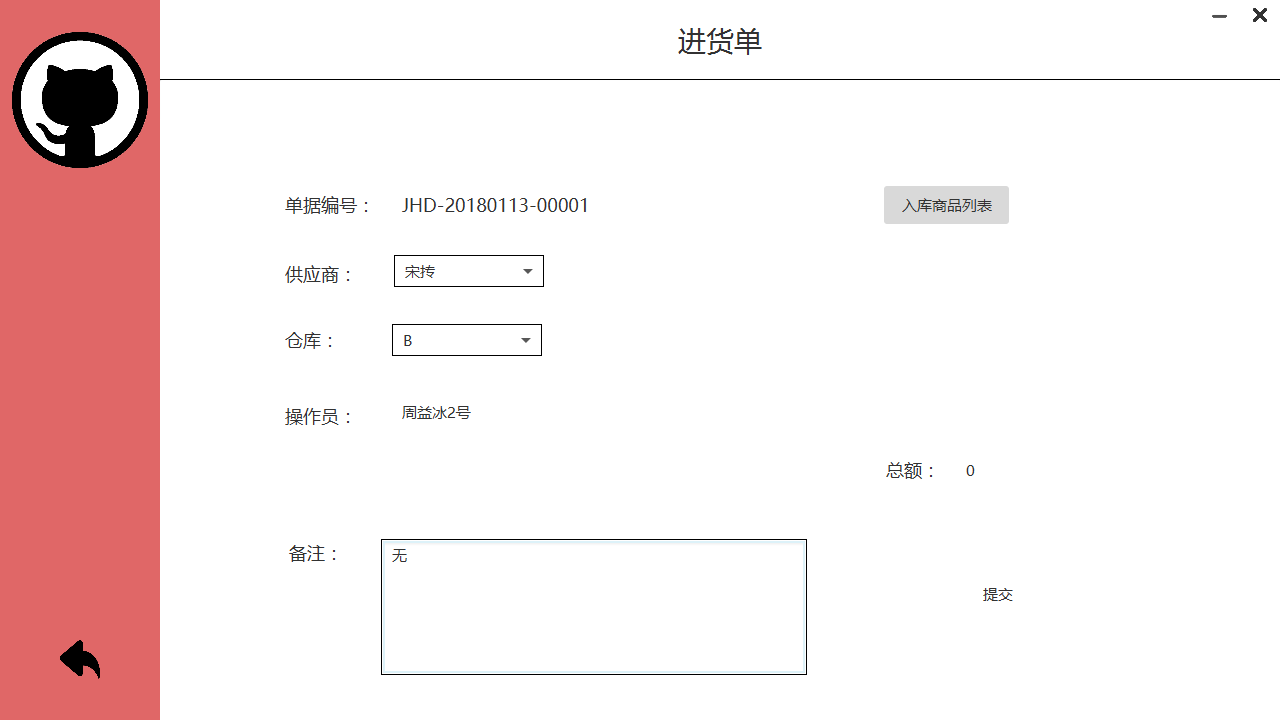 进货单
单据编号： JHD-20180113-00001 入库商品列表
供应商： 宋抟
仓库： B
操作员： 周益冰2号
总额： 0
备注： 无
提交